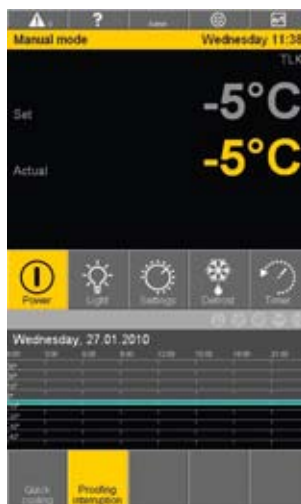 ?
Manual mode Wednesday 11:38
TLK
Set -5°C
Actual -5°C
Power Light Settings Defrost Timer
Wednesday, 27.01.2010
Quick cooling
Proofing interruption